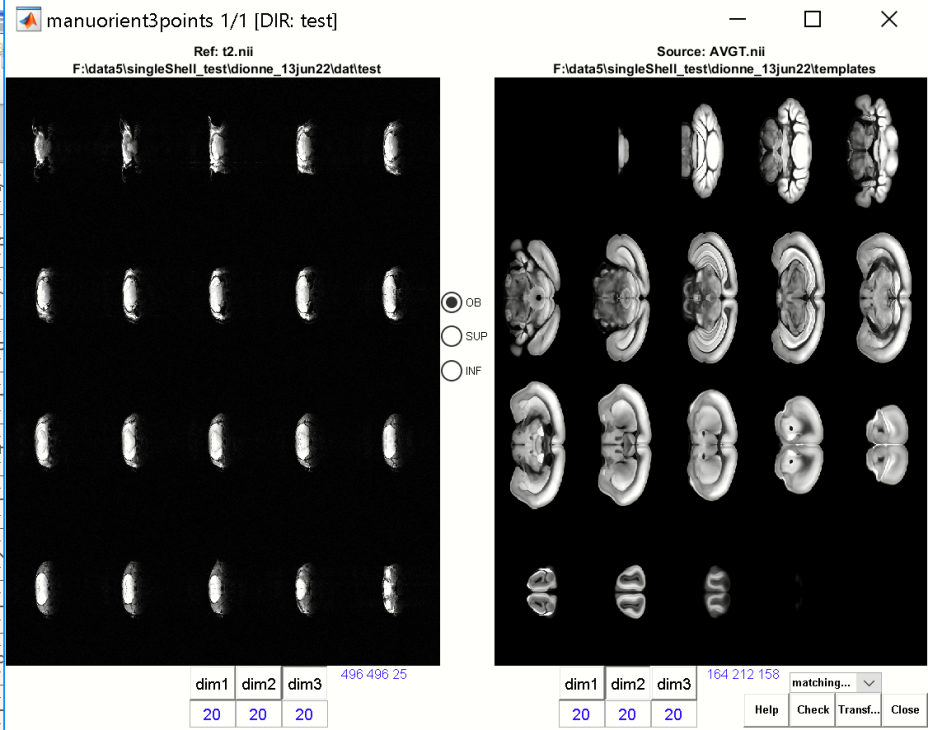 manuorient3points 1/1 [DIR: test]
Ref: t2.nii
F:\data5\singleShell_test\dionne_13jun22\dat\test
Source: AVGT.nii
F:\data5\singleShell_test\dionne_13jun22\templates
OB
SUP
INF
dim1 dim2 dim3 496 496 25
20 20 20
dim1 dim2 dim3 164 212 158
20 20 20
matching...
Help Check Transf... Close